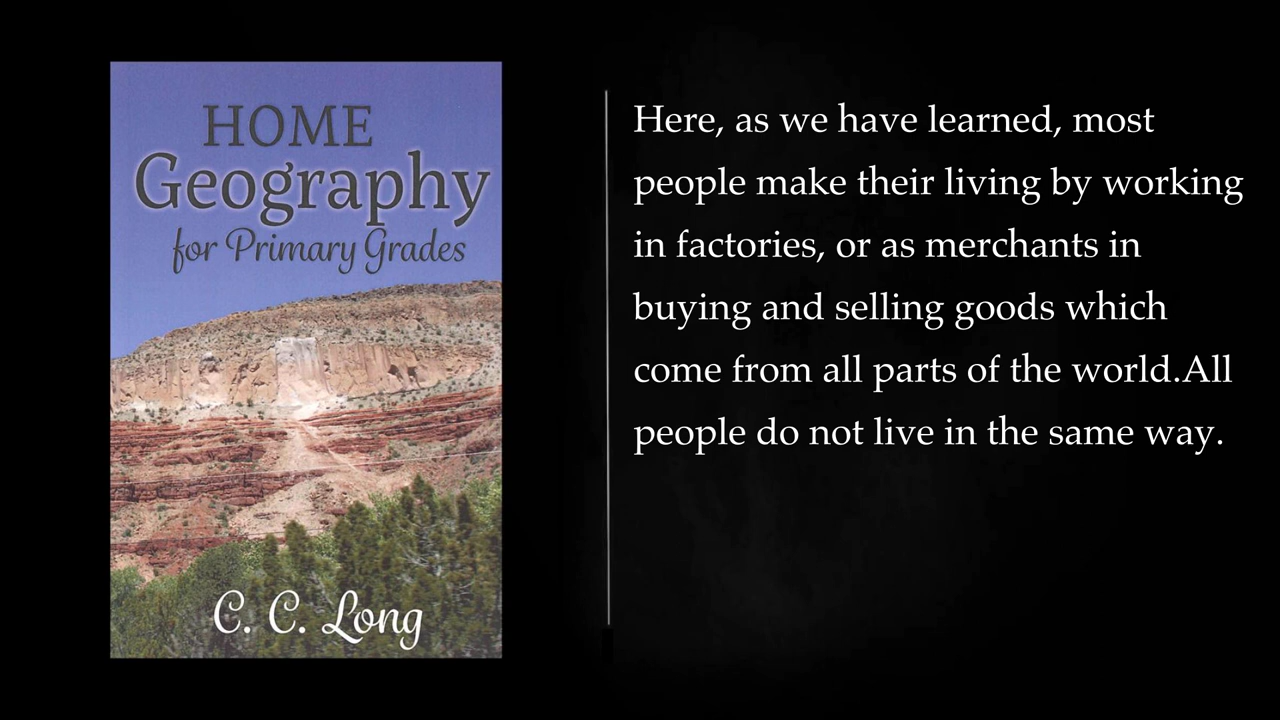 HOME
Geography
for Primary Grades
C. C. Long
Here, as we have learned, most
people make their living by working
in factories, or as merchants in
buying and selling goods which
come from all parts of the world.All
people do not live in the same way.